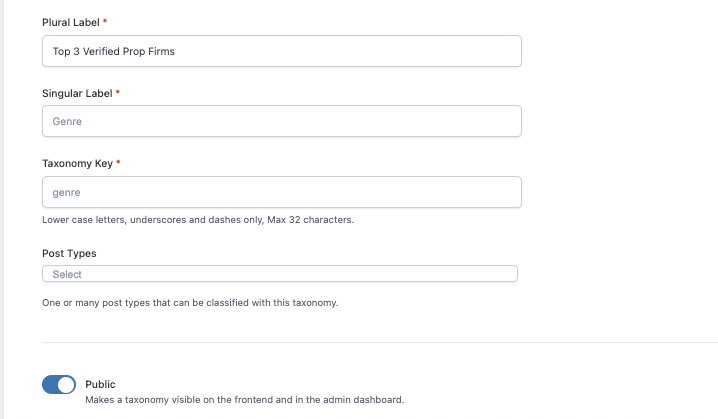 Plural Label *
Top 3 Verified Prop Firms
Singular Label *
Genre
Taxonomy Key *
genre
Lower case letters, underscores and dashes only, Max 32 characters.
Post Types
Select
One or many post types that can be classified with this taxonomy.
Public
Makes a taxonomy visible on the frontend and in the admin dashboard.